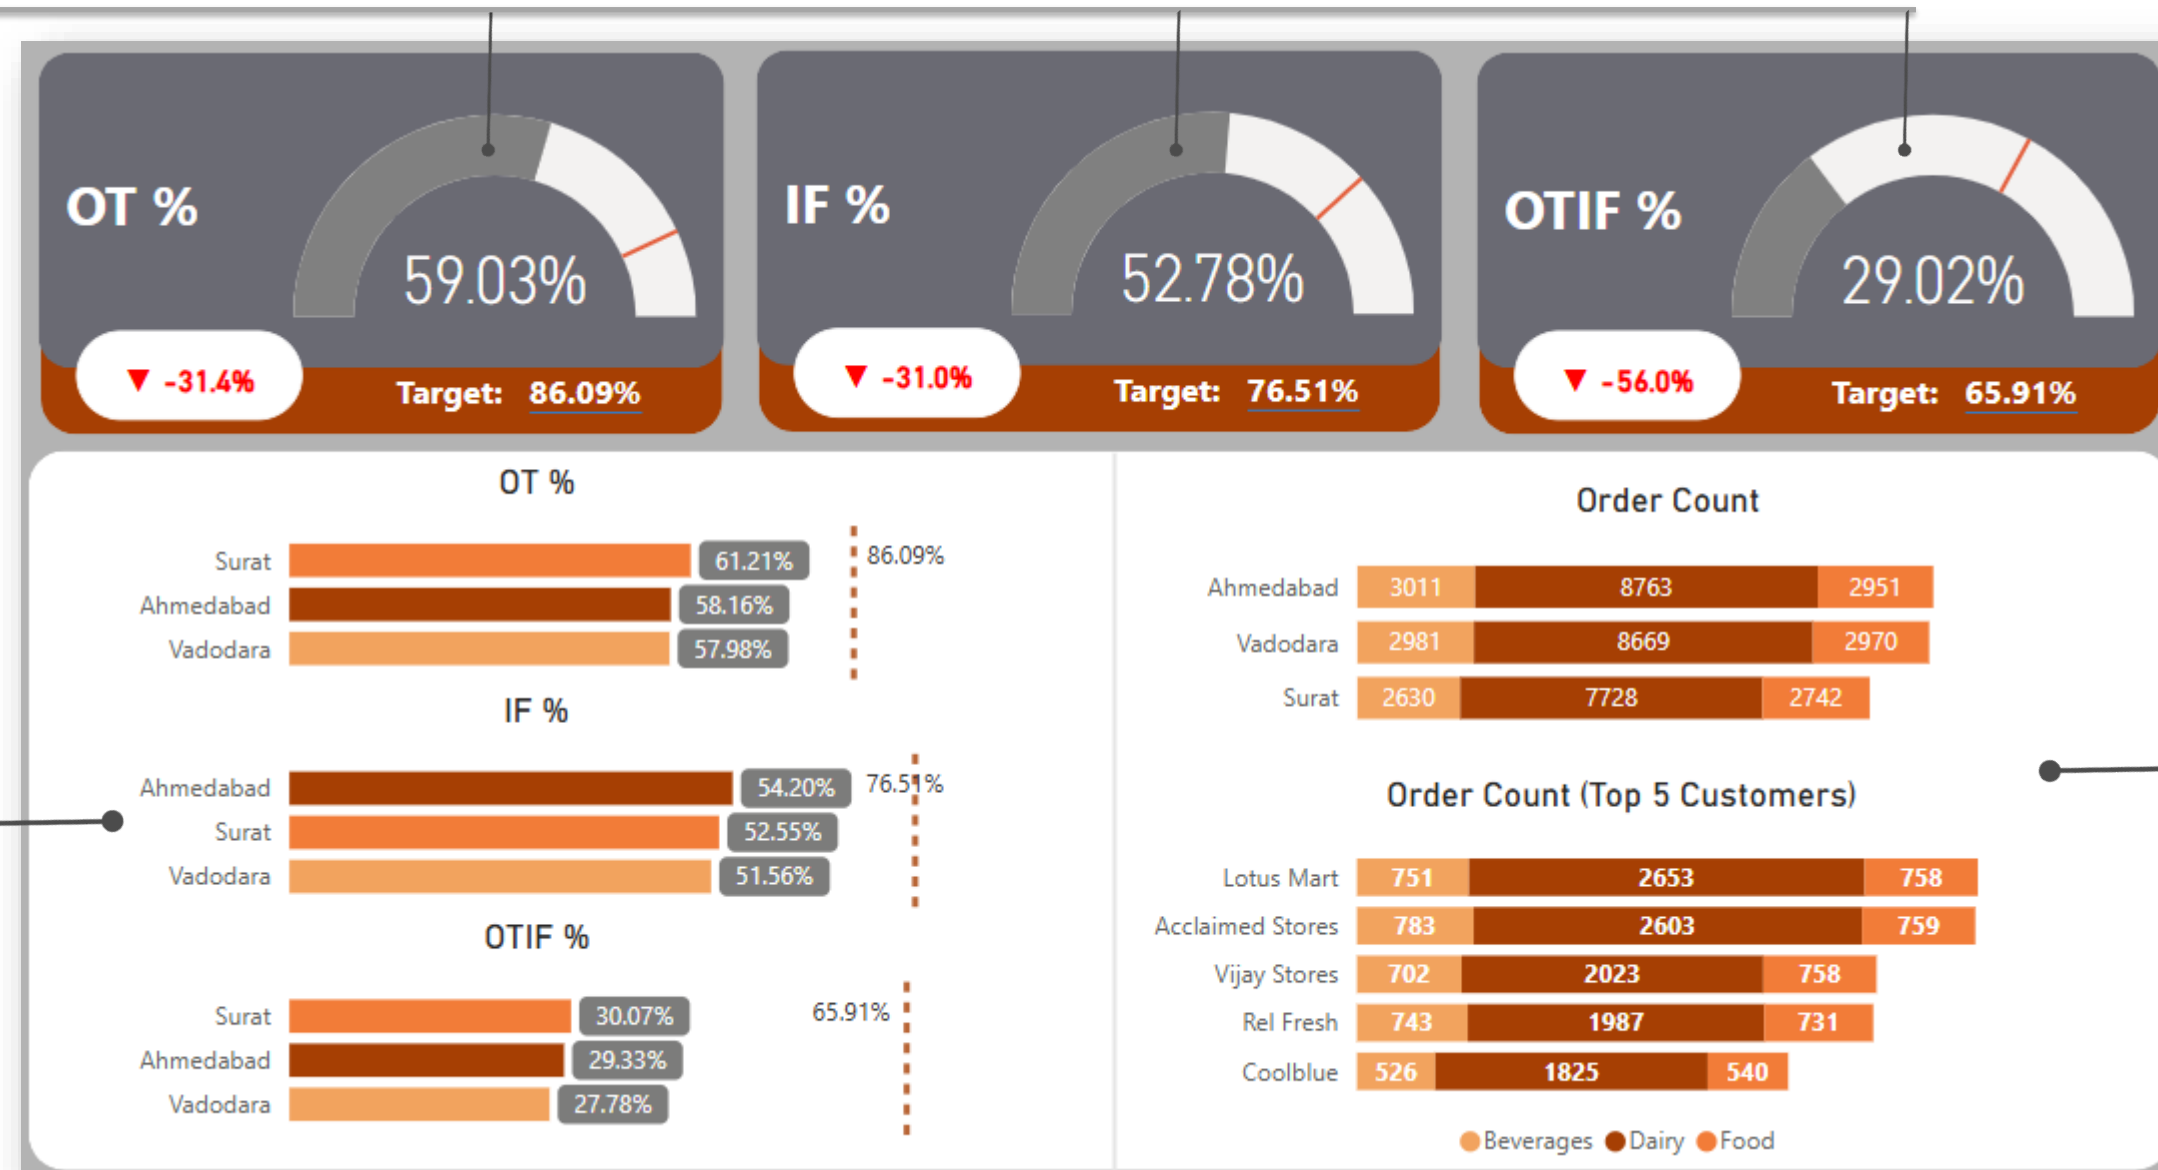 OT %
59.03%
▼ -31.4%
Target: 86.09%
IF %
52.78%
▼ -31.0%
Target: 76.51%
OTIF %
29.02%
▼ -56.0%
Target: 65.91%
OT %
Surat 61.21%
86.09%
Ahmedabad 58.16%
Vadodara 57.98%
IF %
Ahmedabad 54.20% 76.51%
Surat 52.55%
Vadodara 51.56%
OTIF %
Surat 30.07% 65.91%
Ahmedabad 29.33%
Vadodara 27.78%
Order Count
Ahmedabad 3011 8763 2951
Vadodara 2981 8669 2970
Surat 2630 7728 2742
Order Count (Top 5 Customers)
Lotus Mart 751 2653 758
Acclaimed Stores 783 2603 759
Vijay Stores 702 2023 758
Rel Fresh 743 1987 731
Coolblue 526 1825 540
Beverages Dairy Food